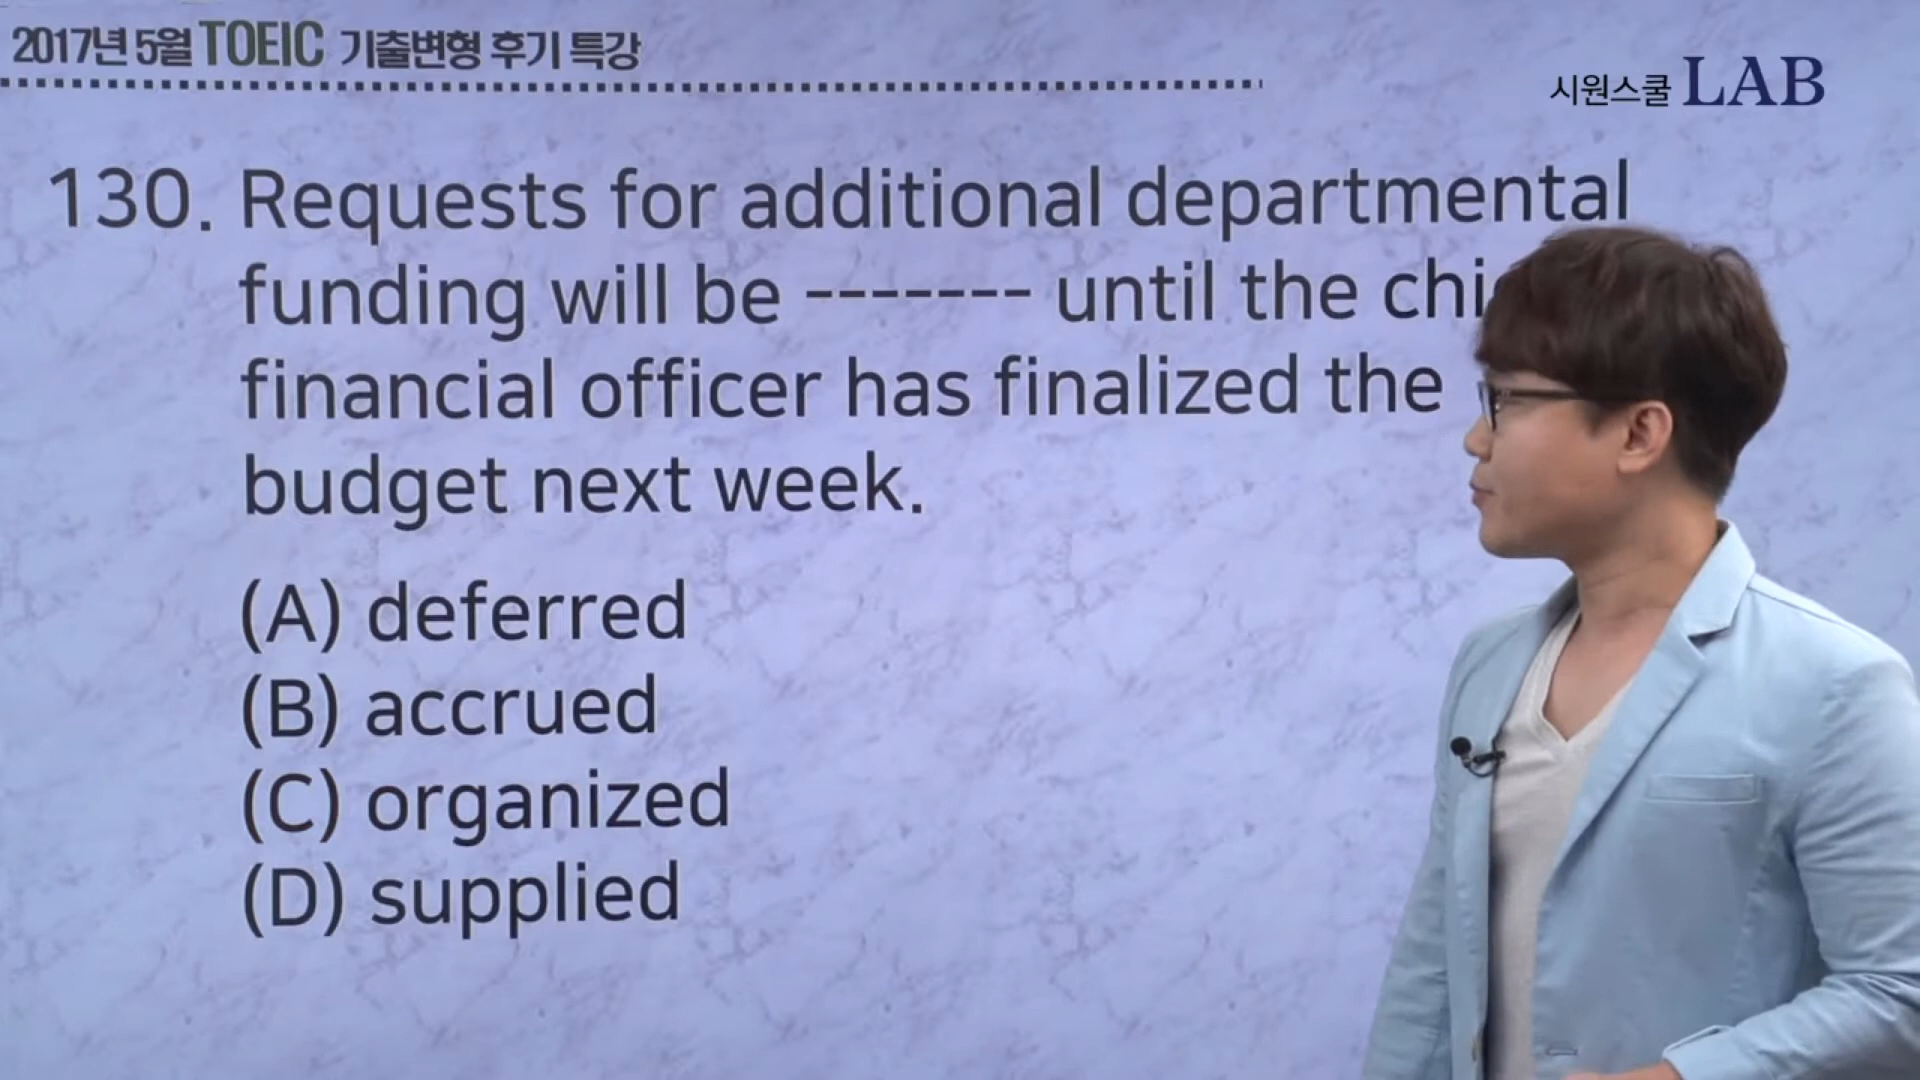 2017년 5월 TOEIC 기출변형 후기 특강
시원스쿨 LAB
130. Requests for additional departmental
funding will be ------- until the
financial officer has finalized the
budget next week.
(A) deferred
(B) accrued
(C) organized
(D) supplied